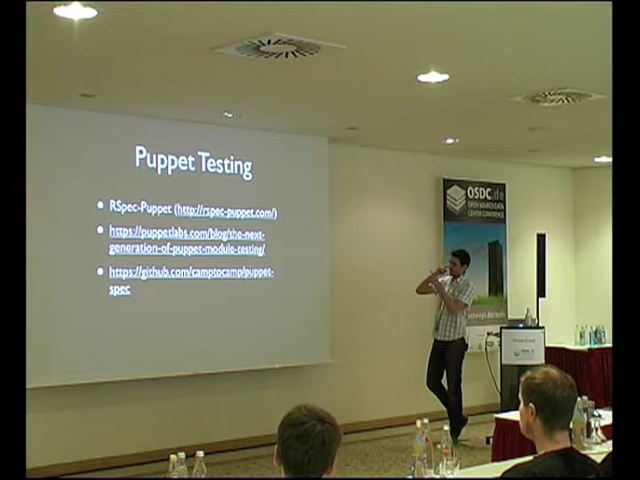 Puppet Testing
• RSpec-Puppet (http://rspec-puppet.com/)
• https://puppetlabs.com/blog/the-next-
generation-of-puppet-module-testing/
• https://github.com/camptocamp/puppet-
spec
OSDC.de
OPEN SOURCE DATA
CENTER CONFERENCE